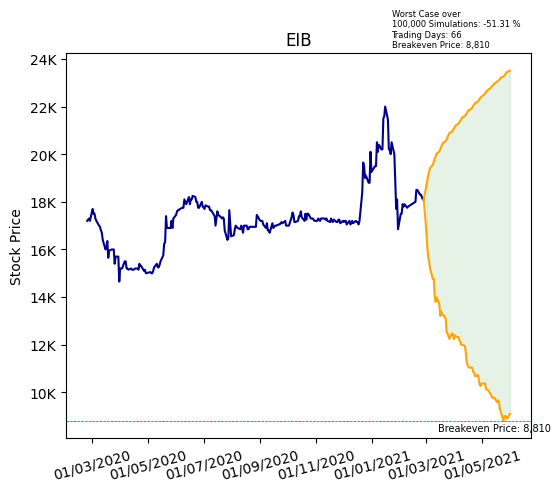 Worst Case over
100,000 Simulations: -51.31 %
Trading Days: 66
Breakeven Price: 8,810
EIB
24K
22K
20K
18K
16K
14K
12K
10K
Stock Price
Breakeven Price: 8,810
01/03/2020
01/05/2020
01/07/2020
01/09/2020
01/11/2020
01/01/2021
01/03/2021
01/05/2021